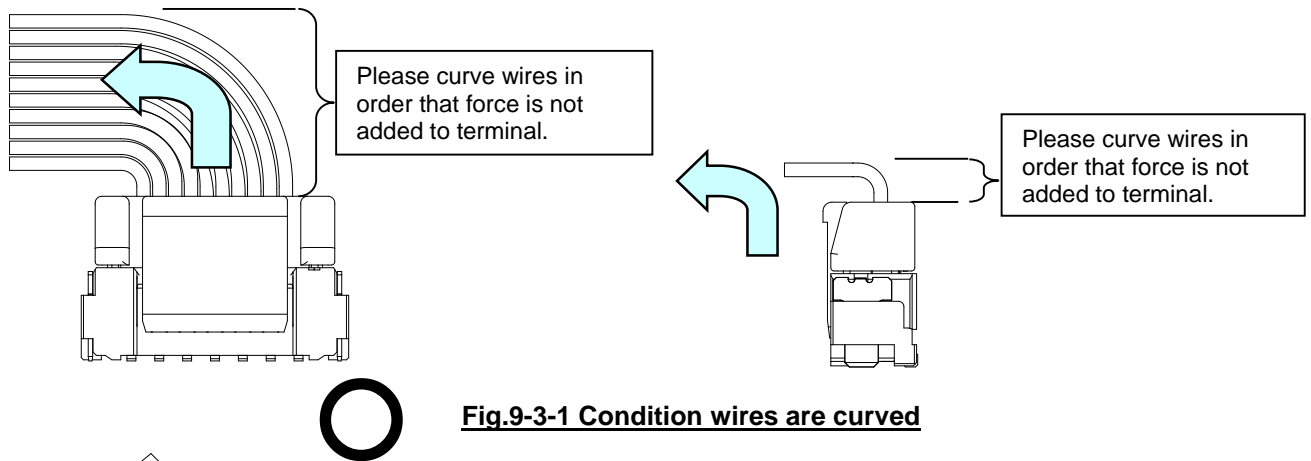 Please curve wires in
order that force is not
added to terminal.
Please curve wires in
order that force is not
added to terminal.
Fig.9-3-1 Condition wires are curved